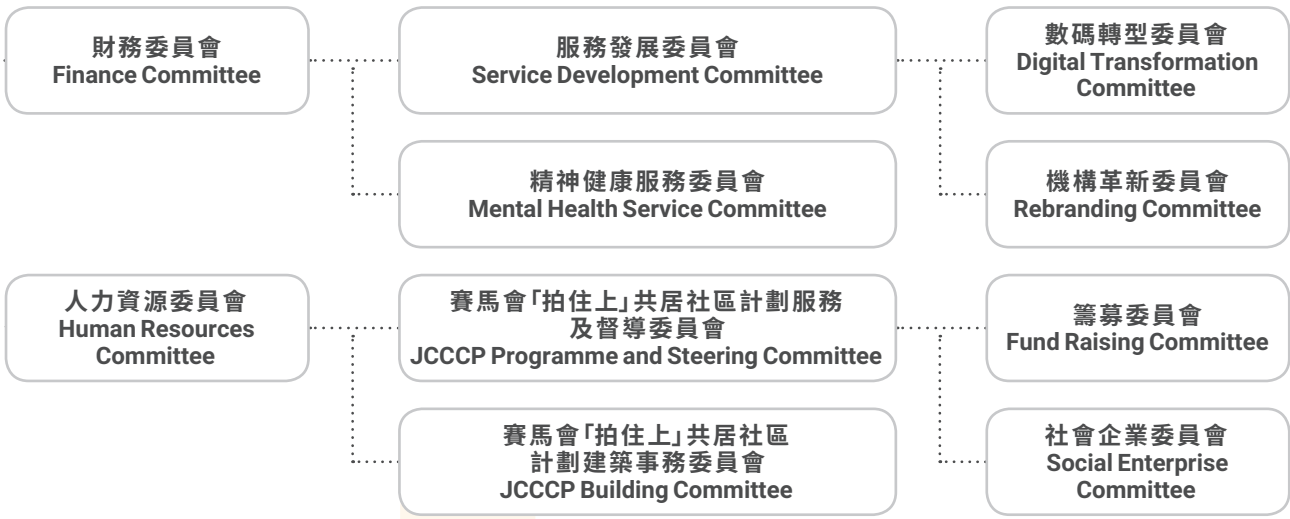 財務委員會
Finance Committee
服務發展委員會
Service Development Committee
數碼轉型委員會
Digital Transformation
Committee
精神健康服務委員會
Mental Health Service Committee
機構革新委員會
Rebranding Committee
人力資源委員會
Human Resources
Committee
賽馬會「拍住上」共居社區計劃服務
及督導委員會
JCCCP Programme and Steering Committee
籌募委員會
Fund Raising Committee
賽馬會「拍住上」共居社區
計劃建築事務委員會
JCCCP Building Committee
社會企業委員會
Social Enterprise
Committee